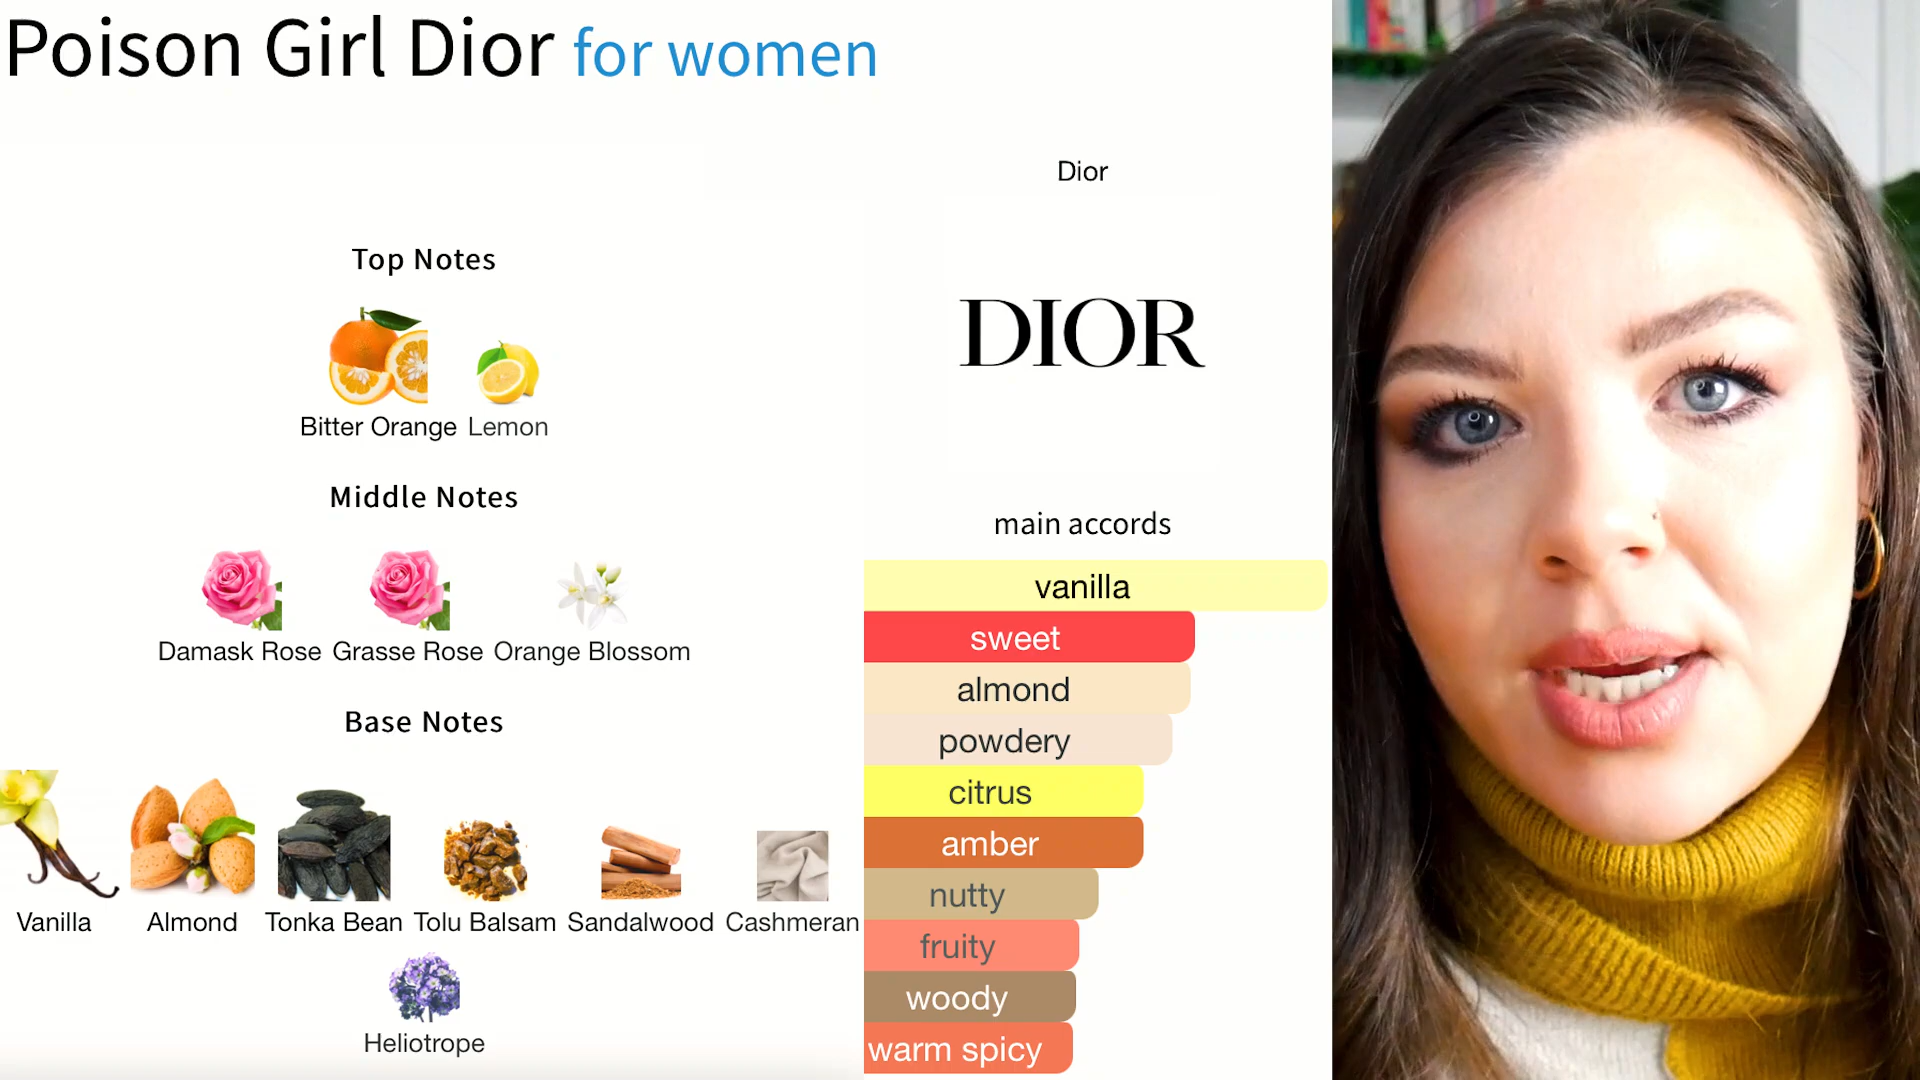 Poison Girl Dior for women
Top Notes
Bitter Orange Lemon
Middle Notes
Damask Rose Grasse Rose Orange Blossom
Base Notes
Vanilla Almond Tonka Bean Tolu Balsam Sandalwood Cashmeran
Heliotrope
Dior
DIOR
main accords
vanilla
sweet
almond
powdery
citrus
amber
nutty
fruity
woody
warm spicy